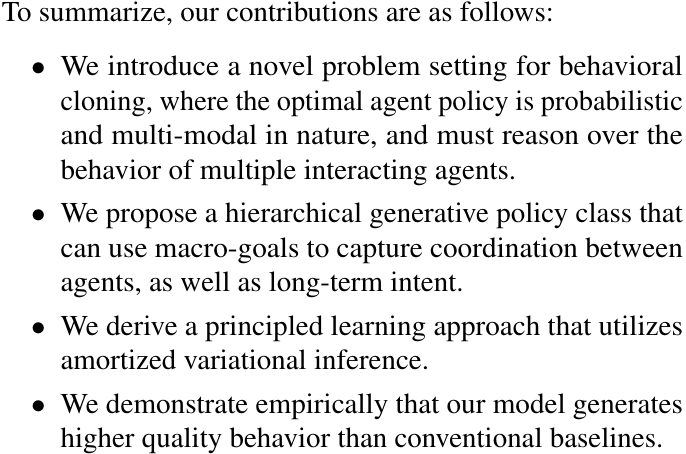 To summarize, our contributions are as follows:
• We introduce a novel problem setting for behavioral
cloning, where the optimal agent policy is probabilistic
and multi-modal in nature, and must reason over the
behavior of multiple interacting agents.
• We propose a hierarchical generative policy class that
can use macro-goals to capture coordination between
agents, as well as long-term intent.
• We derive a principled learning approach that utilizes
amortized variational inference.
• We demonstrate empirically that our model generates
higher quality behavior than conventional baselines.